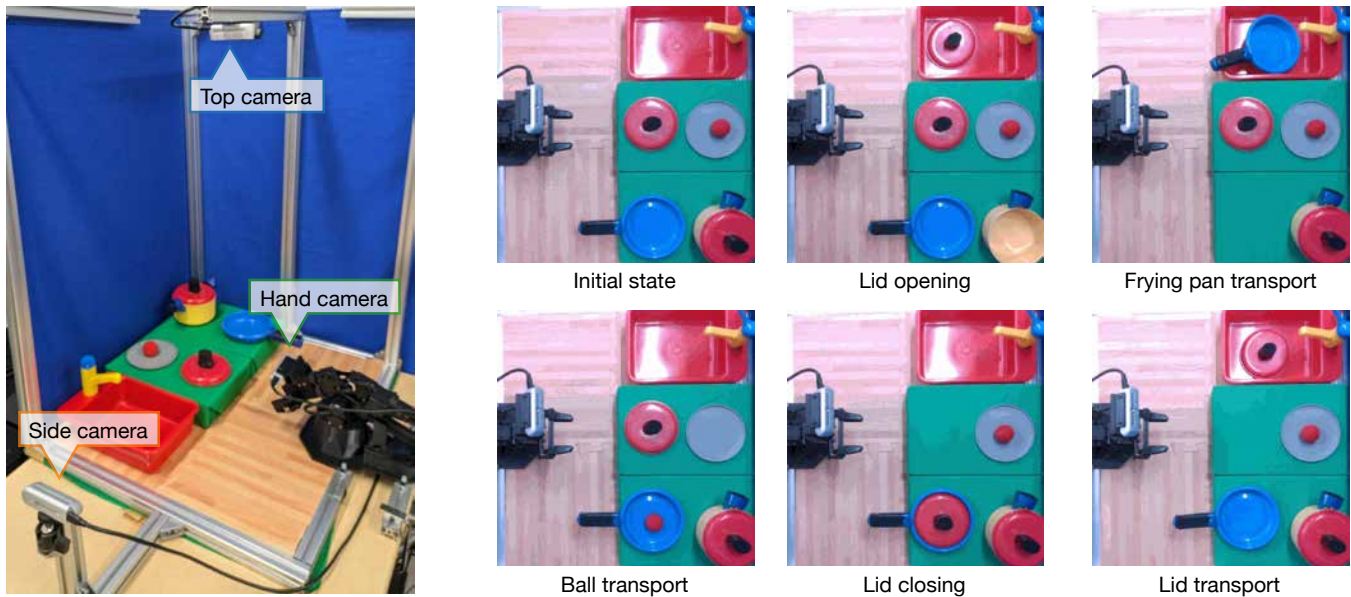 Top camera
Hand camera
Side camera
Initial state
Lid opening
Frying pan transport
Ball transport
Lid closing
Lid transport